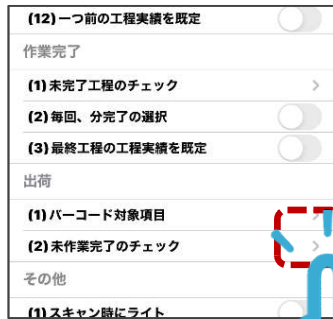 (12)一つ前の工程実績を既定
作業完了
(1)未完了工程のチェック
(2)毎回、分完了の選択
(3)最終工程の工程実績を既定
出荷
(1)バーコード対象項目
(2)未作業完了のチェック
その他
(1)スキャン時にライト